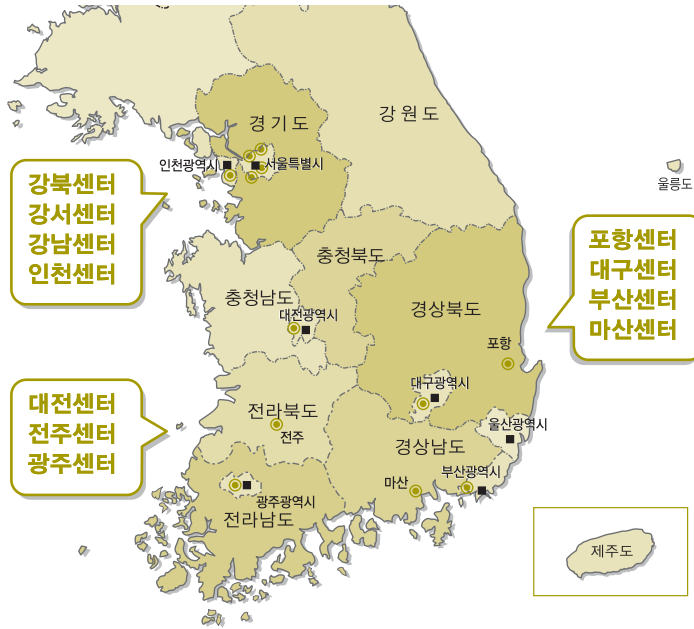 강원도
경기도
인천광역시
서울특별시
울릉도
강북센터
강서센터
강남센터
인천센터
포항센터
대구센터
부산센터
마산센터
충청북도
충청남도
대전광역시
경상북도
포항
대구광역시
대전센터
전주센터
광주센터
전라북도
전주
울산광역시
경상남도
부산광역시
마산
광주광역시
전라남도
제주도